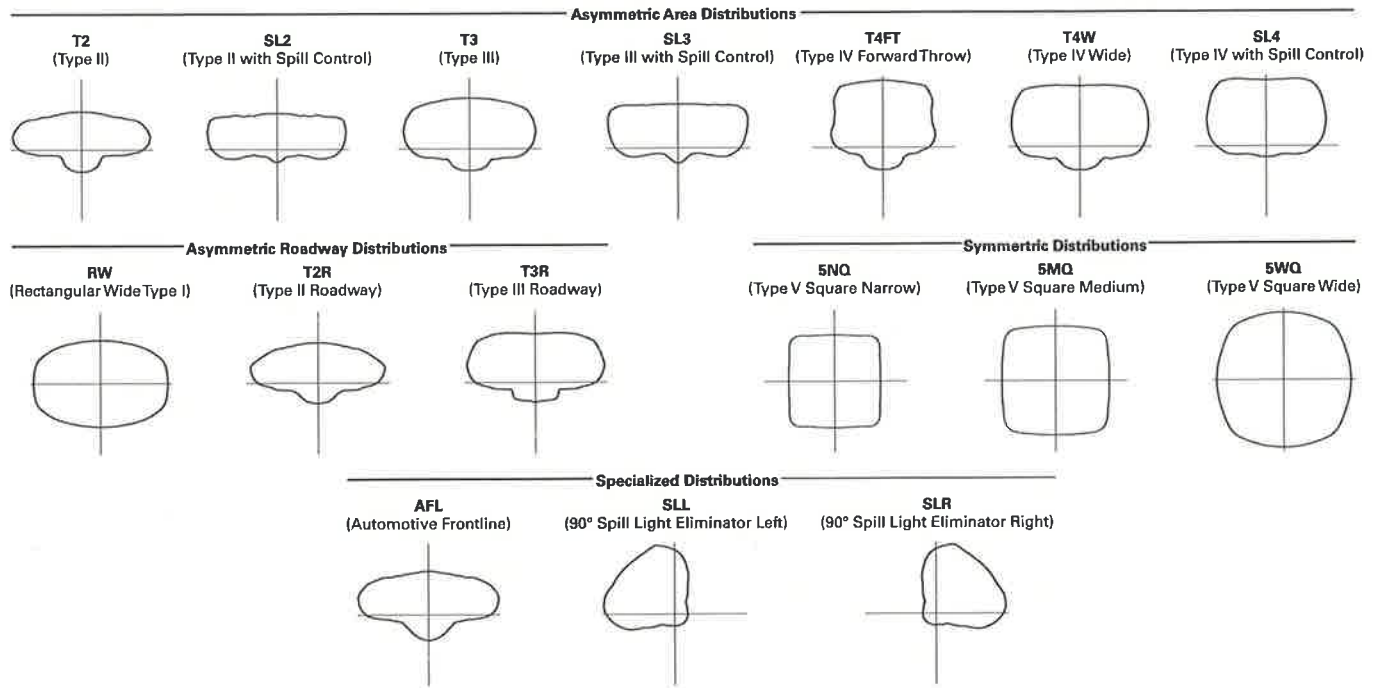 Asymmetric Area Distributions
T2 SL2 T3 SL3 T4FT T4W SL4
(Type II) (Type II with Spill Control) (Type III) (Type III with Spill Control) (Type IV Forward Throw) (Type IV Wide) (Type IV with Spill Control)
Asymmetric Roadway Distributions Symmertric Distributions
RW T2R T3R 5NQ 5MQ 5WQ
(Rectangular Wide Type I) (Type II Roadway) (Type III Roadway) (Type V Square Narrow) (Type V Square Medium) (Type V Square Wide)
Specialized Distributions
AFL SLL SLR
(Automotive Frontline) (90° Spill Light Eliminator Left) (90° Spill Light Eliminator Right)